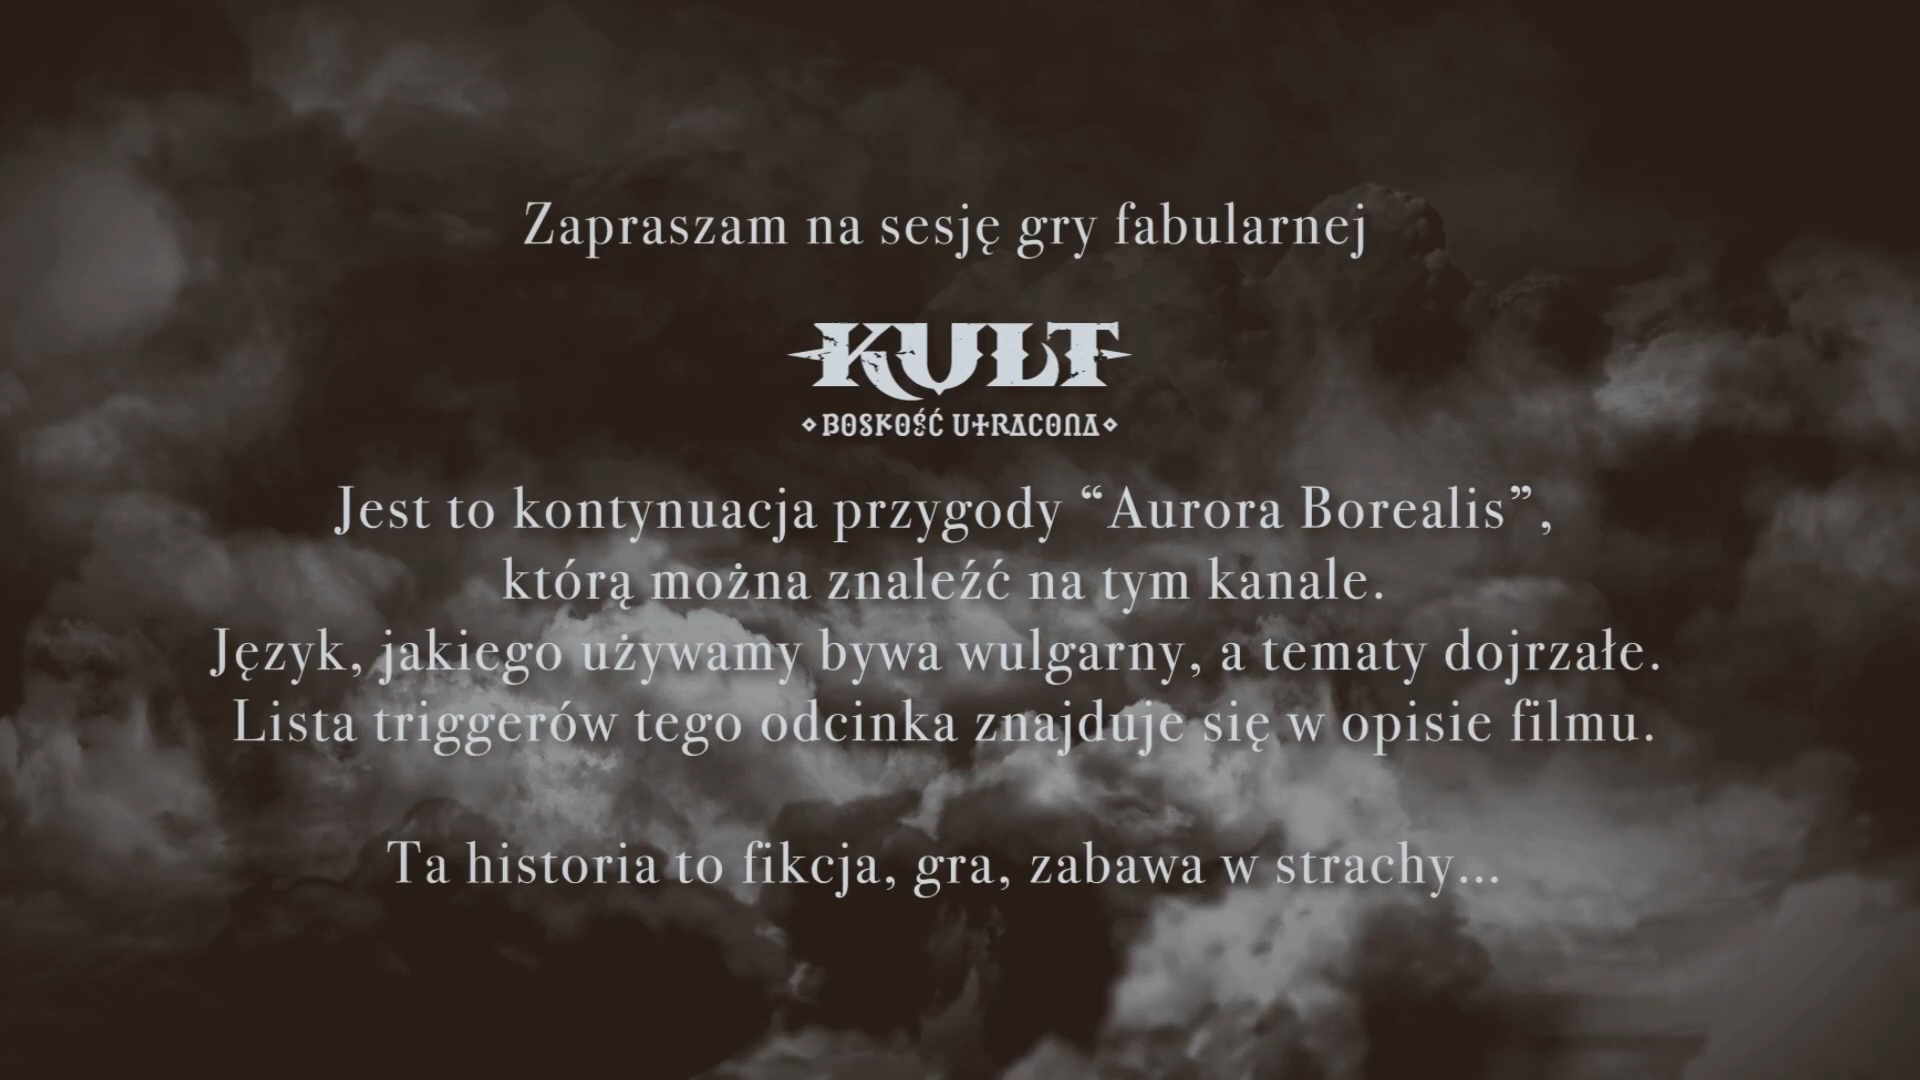 Zapraszam na sesję gry fabularnej
KULT
BOSKOŚĆ UTRACONA
Jest to kontynuacja przygody “Aurora Borealis”,
którą można znaleźć na tym kanale.
Język, jakiego używamy bywa wulgarny, a tematy dojrzałe.
Lista triggerów tego odcinka znajduje się w opisie filmu.
Ta historia to fikcja, gra, zabawa w strachy...